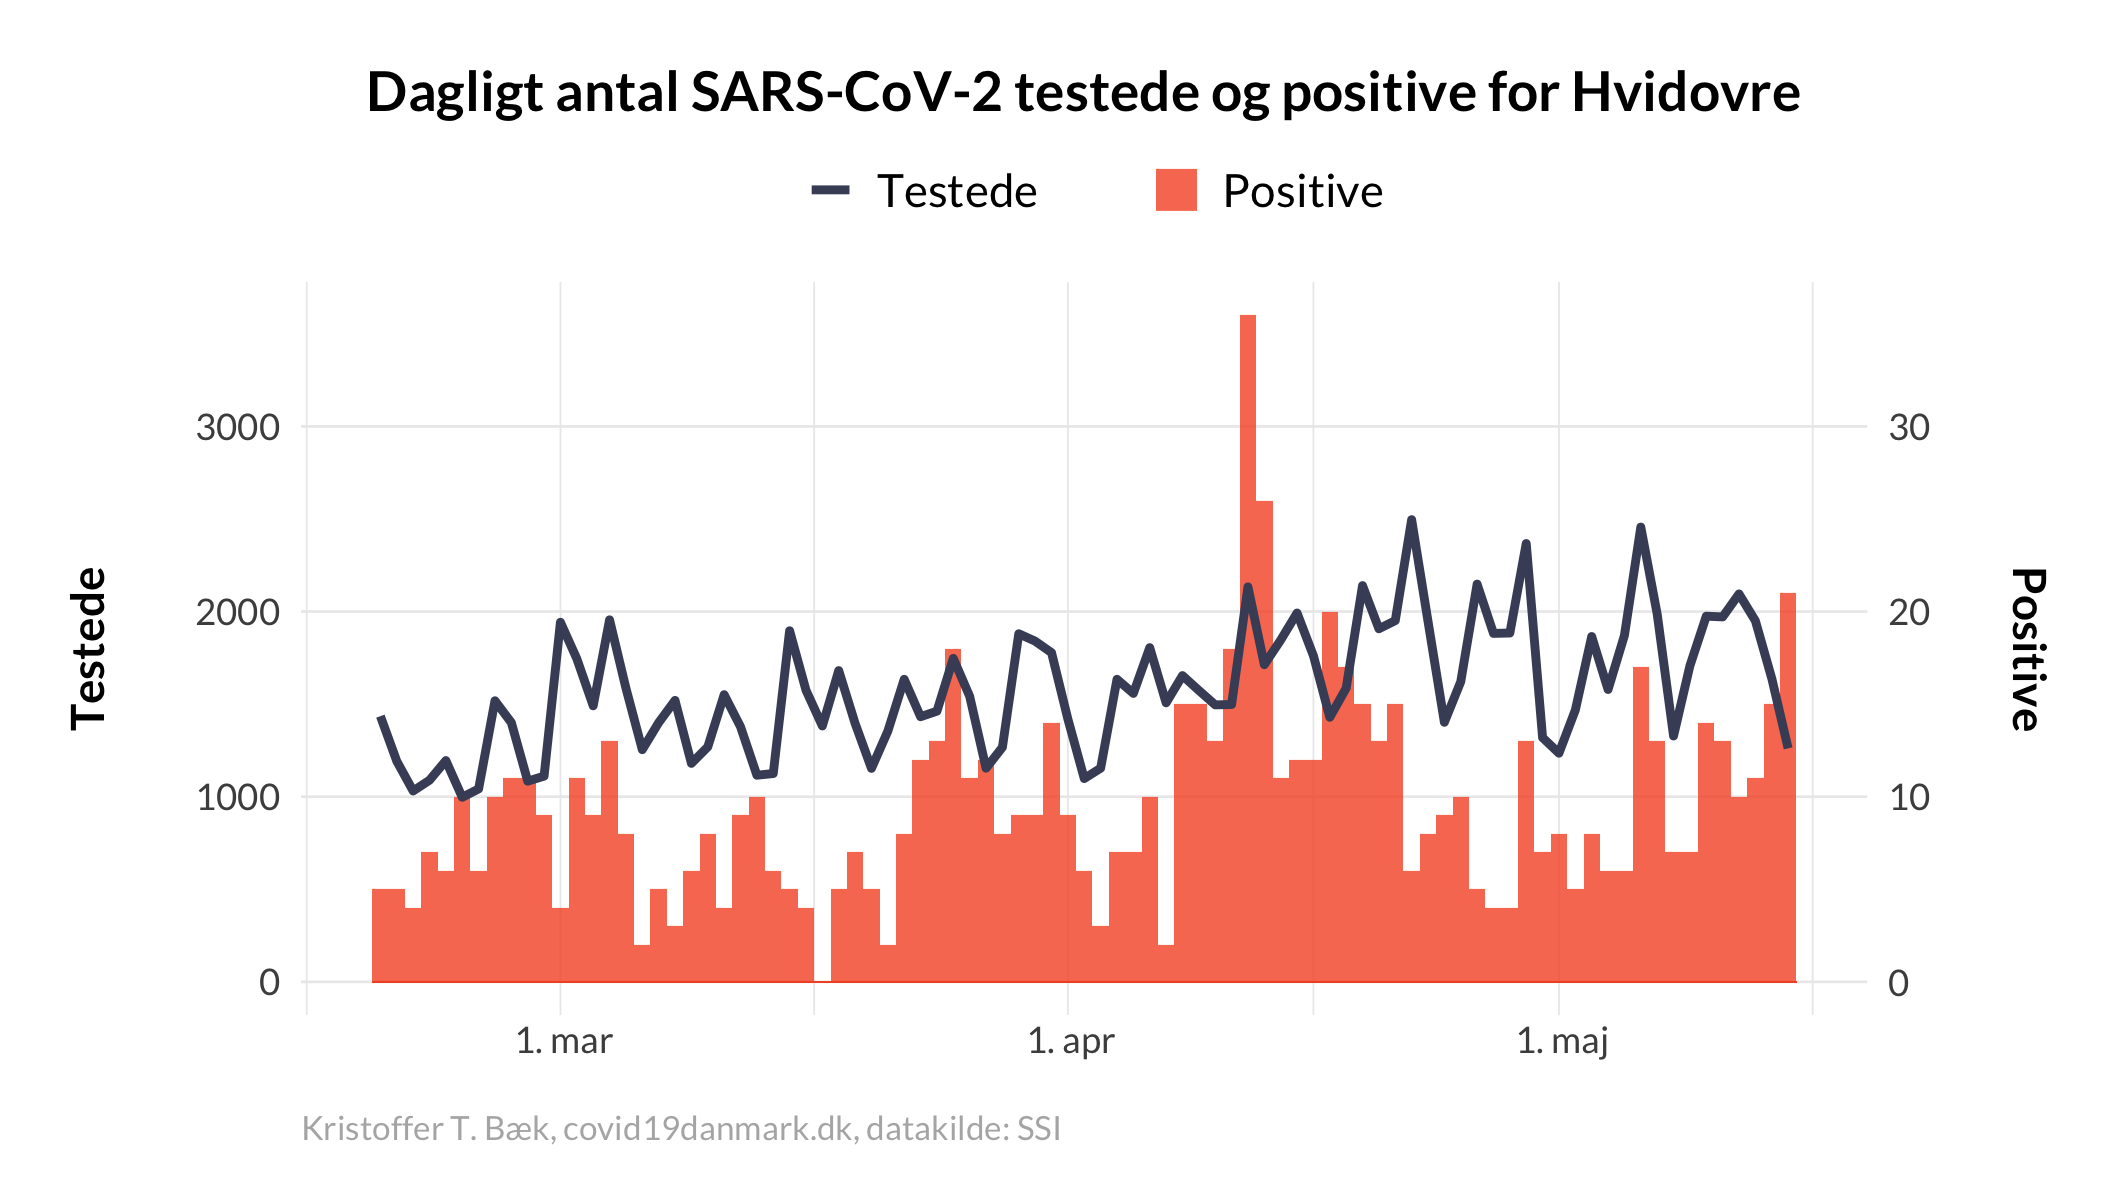 Dagligt antal SARS-CoV-2 testede og positive for Hvidovre
Testede
Positive
3000
2000
1000
0
Testede
30
20
10
0
Positive
1. mar
1. apr
1. maj
Kristoffer T. Bæk, covid19danmark.dk, datakilde: SSI